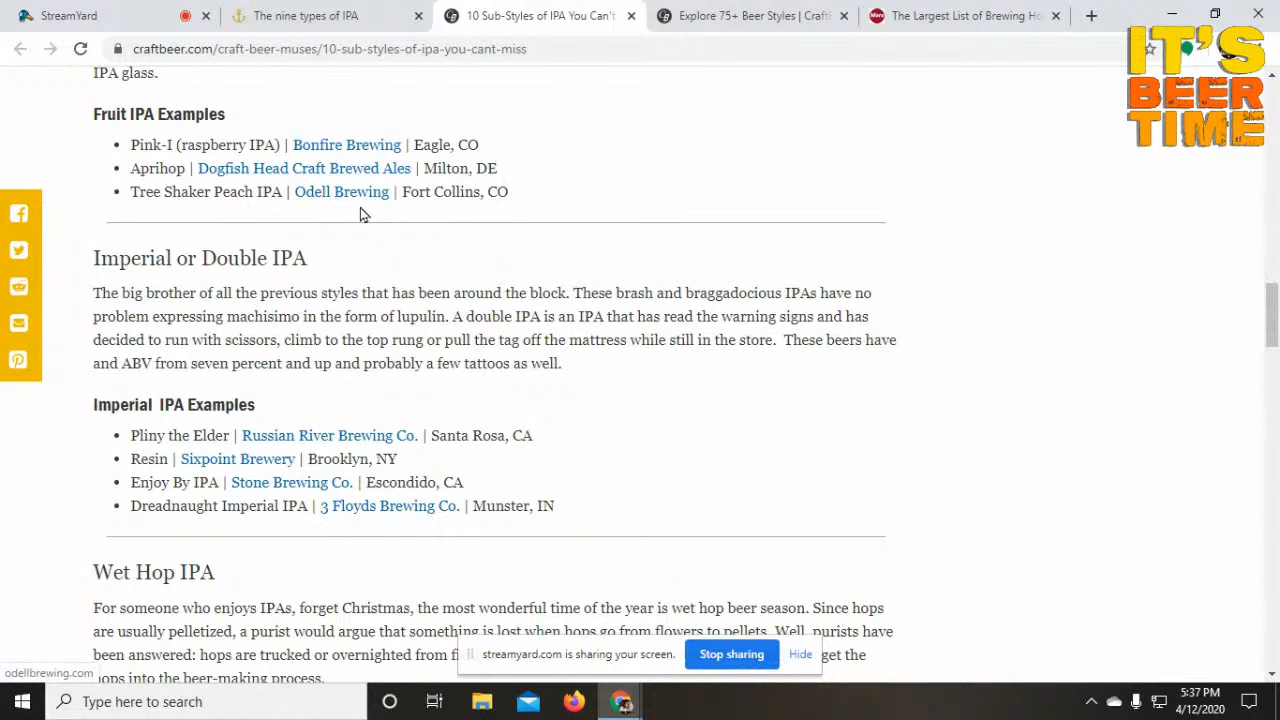 StreamYard
The nine types of IPA
10 Sub-Styles of IPA You Can't
Explore 75+ Beer Styles | Craft
The Largest List of Brewing Ho
craftbeer.com/craft-beer-muses/10-sub-styles-of-ipa-you-cant-miss
IT'S
BEER
TIME
IPA glass.
Fruit IPA Examples
• Pink-I (raspberry IPA) | Bonfire Brewing | Eagle, CO
• Aprihop | Dogfish Head Craft Brewed Ales | Milton, DE
• Tree Shaker Peach IPA | Odell Brewing | Fort Collins, CO
Imperial or Double IPA
The big brother of all the previous styles that has been around the block. These brash and braggadocious IPAs have no
problem expressing machisimo in the form of lupulin. A double IPA is an IPA that has read the warning signs and has
decided to run with scissors, climb to the top rung or pull the tag off the mattress while still in the store. These beers have
and ABV from seven percent and up and probably a few tattoos as well.
Imperial IPA Examples
• Pliny the Elder | Russian River Brewing Co. | Santa Rosa, CA
• Resin | Sixpoint Brewery | Brooklyn, NY
• Enjoy By IPA | Stone Brewing Co. | Escondido, CA
• Dreadnaught Imperial IPA | 3 Floyds Brewing Co. | Munster, IN
Wet Hop IPA
For someone who enjoys IPAs, forget Christmas, the most wonderful time of the year is wet hop beer season. Since hops
are usually pelletized, a purist would argue that something is lost when hops go from flowers to pellets. Well, purists have
been answered: hops are trucked or overnighted from get the
hops into the beer-making process.
streamyard.com is sharing your screen. Stop sharing Hide
odellbrewing.com
Type here to search
5:37 PM
4/12/2020